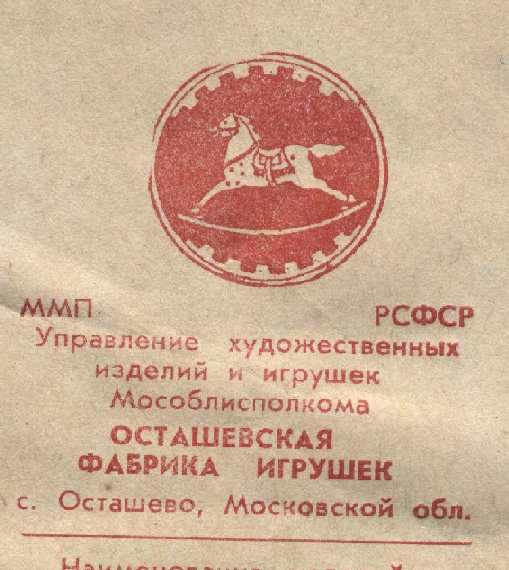 ММП РСФСР
Управление художественных
изделий и игрушек
Мособлисполкома
ОСТАШЕВСКАЯ
ФАБРИКА ИГРУШЕК
с. Осташево, Московской обл.